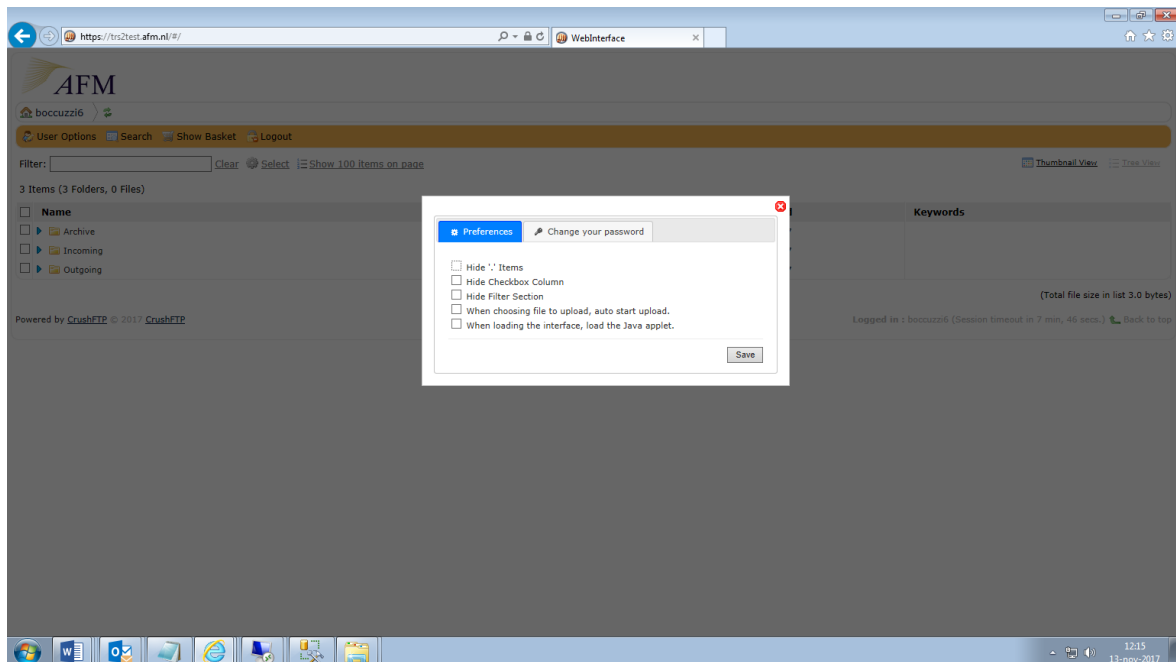 https://trs2test.afm.nl/#/
WebInterface
AFM
boccuzzi6
User Options Search Show Basket Logout
Filter: Clear Select Show 100 items on page
Thumbnail View Tree View
3 Items (3 Folders, 0 Files)
Name Keywords
Archive
Incoming
Outgoing
Preferences Change your password
Hide '.' Items
Hide Checkbox Column
Hide Filter Section
When choosing file to upload, auto start upload.
When loading the interface, load the Java applet.
Save
(Total file size in list 3.0 bytes)
Powered by CrushFTP © 2017 CrushFTP
Logged in : boccuzzi6 (Session timeout in 7 min, 46 secs.) Back to top
12:15
13-nov-2017